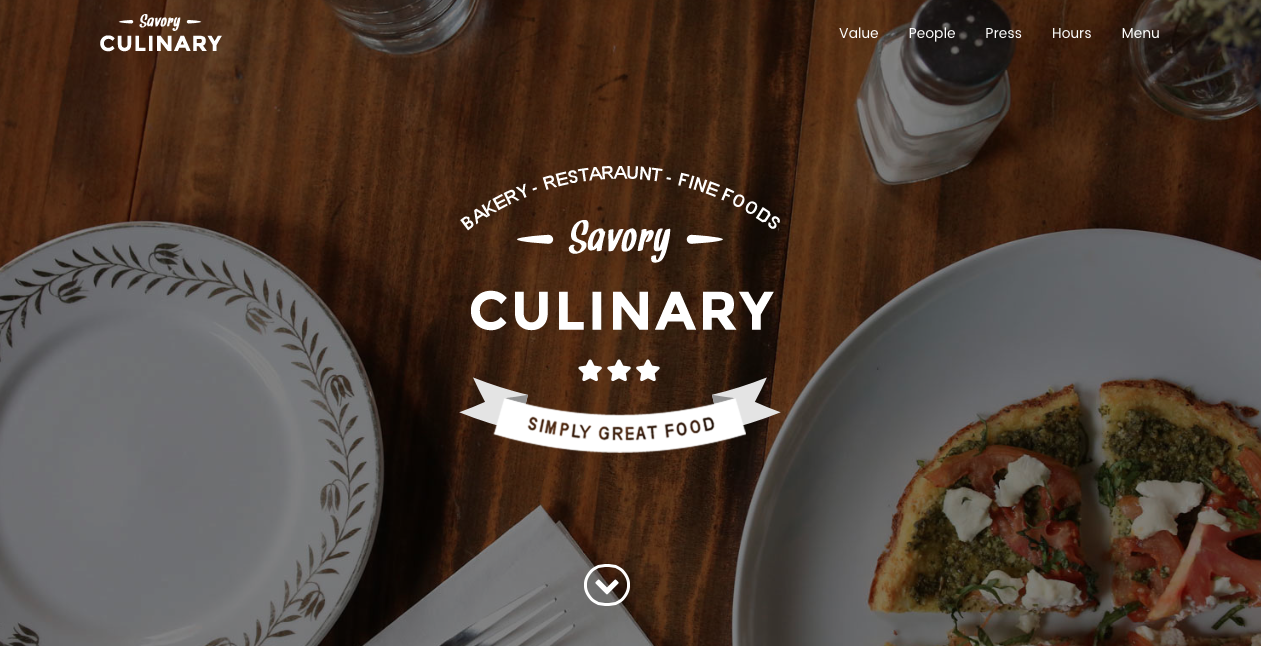 Savory
CULINARY
Value People Press Hours Menu
BAKERY - RESTARAUNT - FINE FOODS
Savory
CULINARY
SIMPLY GREAT FOOD